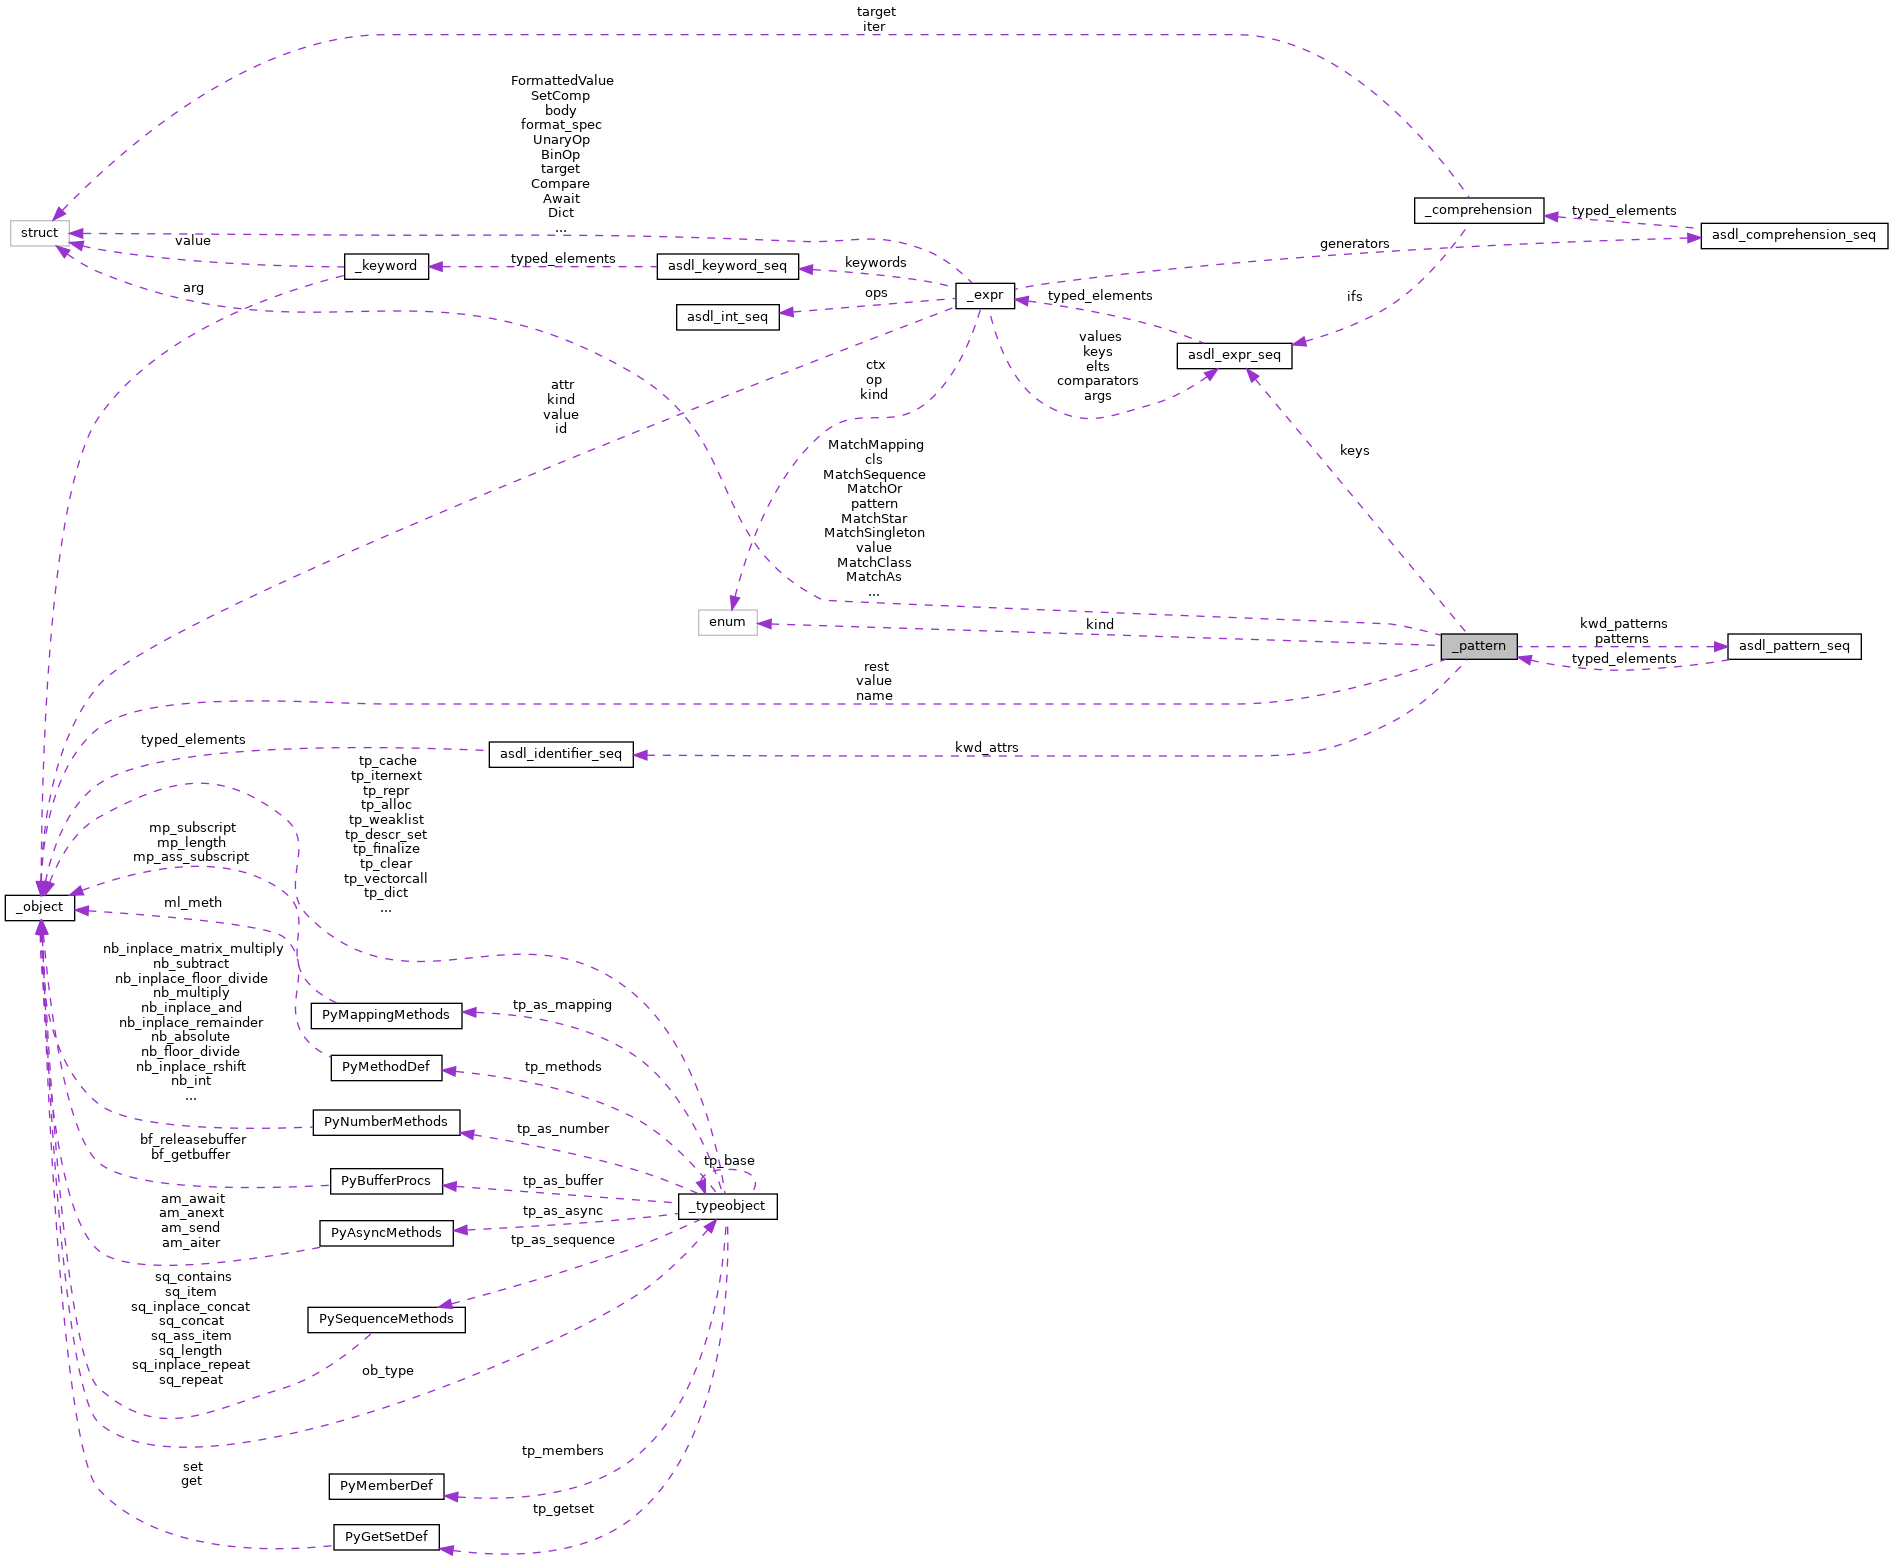 target
iter
FormattedValue
SetComp
body
format_spec
UnaryOp
BinOp
target
Compare
Await
Dict
...
_comprehension
typed_elements
asdl_comprehension_seq
struct
value
generators
_keyword
typed_elements
asdl_keyword_seq
keywords
arg
ops
_expr
typed_elements
ifs
asdl_int_seq
values
keys
elts
comparators
args
asdl_expr_seq
ctx
op
kind
attr
kind
value
id
MatchMapping
cls
MatchSequence
MatchOr
pattern
MatchStar
MatchSingleton
value
MatchClass
MatchAs
...
keys
enum
kind
_pattern
kwd_patterns
patterns
typed_elements
asdl_pattern_seq
rest
value
name
typed_elements
asdl_identifier_seq
kwd_attrs
tp_cache
tp_iternext
tp_repr
tp_alloc
tp_weaklist
tp_descr_set
tp_finalize
tp_clear
tp_vectorcall
tp_dict
...
mp_subscript
mp_length
mp_ass_subscript
_object
ml_meth
nb_inplace_matrix_multiply
nb_subtract
nb_inplace_floor_divide
nb_multiply
nb_inplace_and
nb_inplace_remainder
nb_absolute
nb_floor_divide
nb_inplace_rshift
nb_int
...
PyMappingMethods
tp_as_mapping
PyMethodDef
tp_methods
PyNumberMethods
tp_as_number
bf_releasebuffer
bf_getbuffer
tp_base
PyBufferProcs
tp_as_buffer
_typeobject
am_await
am_anext
am_send
am_aiter
PyAsyncMethods
tp_as_async
tp_as_sequence
sq_contains
sq_item
sq_inplace_concat
sq_concat
sq_ass_item
sq_length
sq_inplace_repeat
sq_repeat
PySequenceMethods
ob_type
tp_members
set
get
PyMemberDef
tp_getset
PyGetSetDef